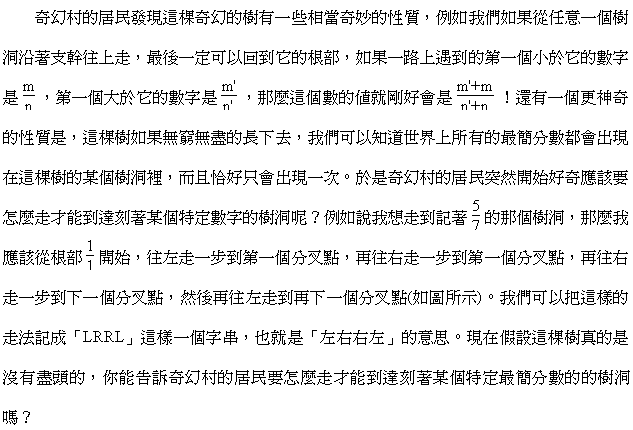 奇幻村的居民發現這棵奇幻的樹有一些相當奇妙的性質，例如我們如果從任意一個樹
洞沿著支幹往上走，最後一定可以回到它的根部，如果一路上遇到的第一個小於它的數字
是 m/n ，第一個大於它的數字是 m'/n' ，那麼這個數的值就剛好會是 m'+m/n'+n ！還有一個更神奇
的性質是，這棵樹如果無窮無盡的長下去，我們可以知道世界上所有的最簡分數都會出現
在這棵樹的某個樹洞裡，而且恰好只會出現一次。於是奇幻村的居民突然開始好奇應該要
怎麼走才能到達刻著某個特定數字的樹洞呢？例如說我想走到記著 5/7 的那個樹洞，那麼我
應該從根部 1/1 開始，往左走一步到第一個分叉點，再往右走一步到第一個分叉點，再往右
走一步到下一個分叉點，然後再往左走到再下一個分叉點(如圖所示)。我們可以把這樣的
走法記成「LRRL」這樣一個字串，也就是「左右右左」的意思。現在假設這棵樹真的是
沒有盡頭的，你能告訴奇幻村的居民要怎麼走才能到達刻著某個特定最簡分數的的樹洞
嗎？